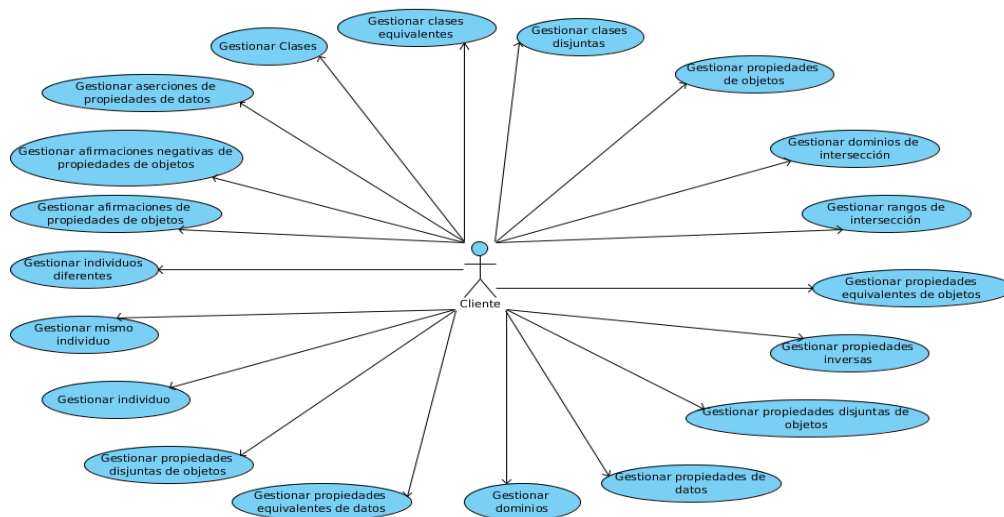 Gestionar clases
equivalentes
Gestionar clases
disjuntas
Gestionar Clases
Gestionar propiedades
de objetos
Gestionar aserciones de
propiedades de datos
Gestionar dominios de
intersección
Gestionar afirmaciones negativas de
propiedades de objetos
Gestionar afirmaciones de
propiedades de objetos
Gestionar rangos de
intersección
Gestionar individuos
diferentes
Cliente
Gestionar propiedades
equivalentes de objetos
Gestionar mismo
individuo
Gestionar propiedades
inversas
Gestionar individuo
Gestionar propiedades disjuntas de
objetos
Gestionar propiedades
disjuntas de objetos
Gestionar propiedades de
datos
Gestionar propiedades
equivalentes de datos
Gestionar
dominios